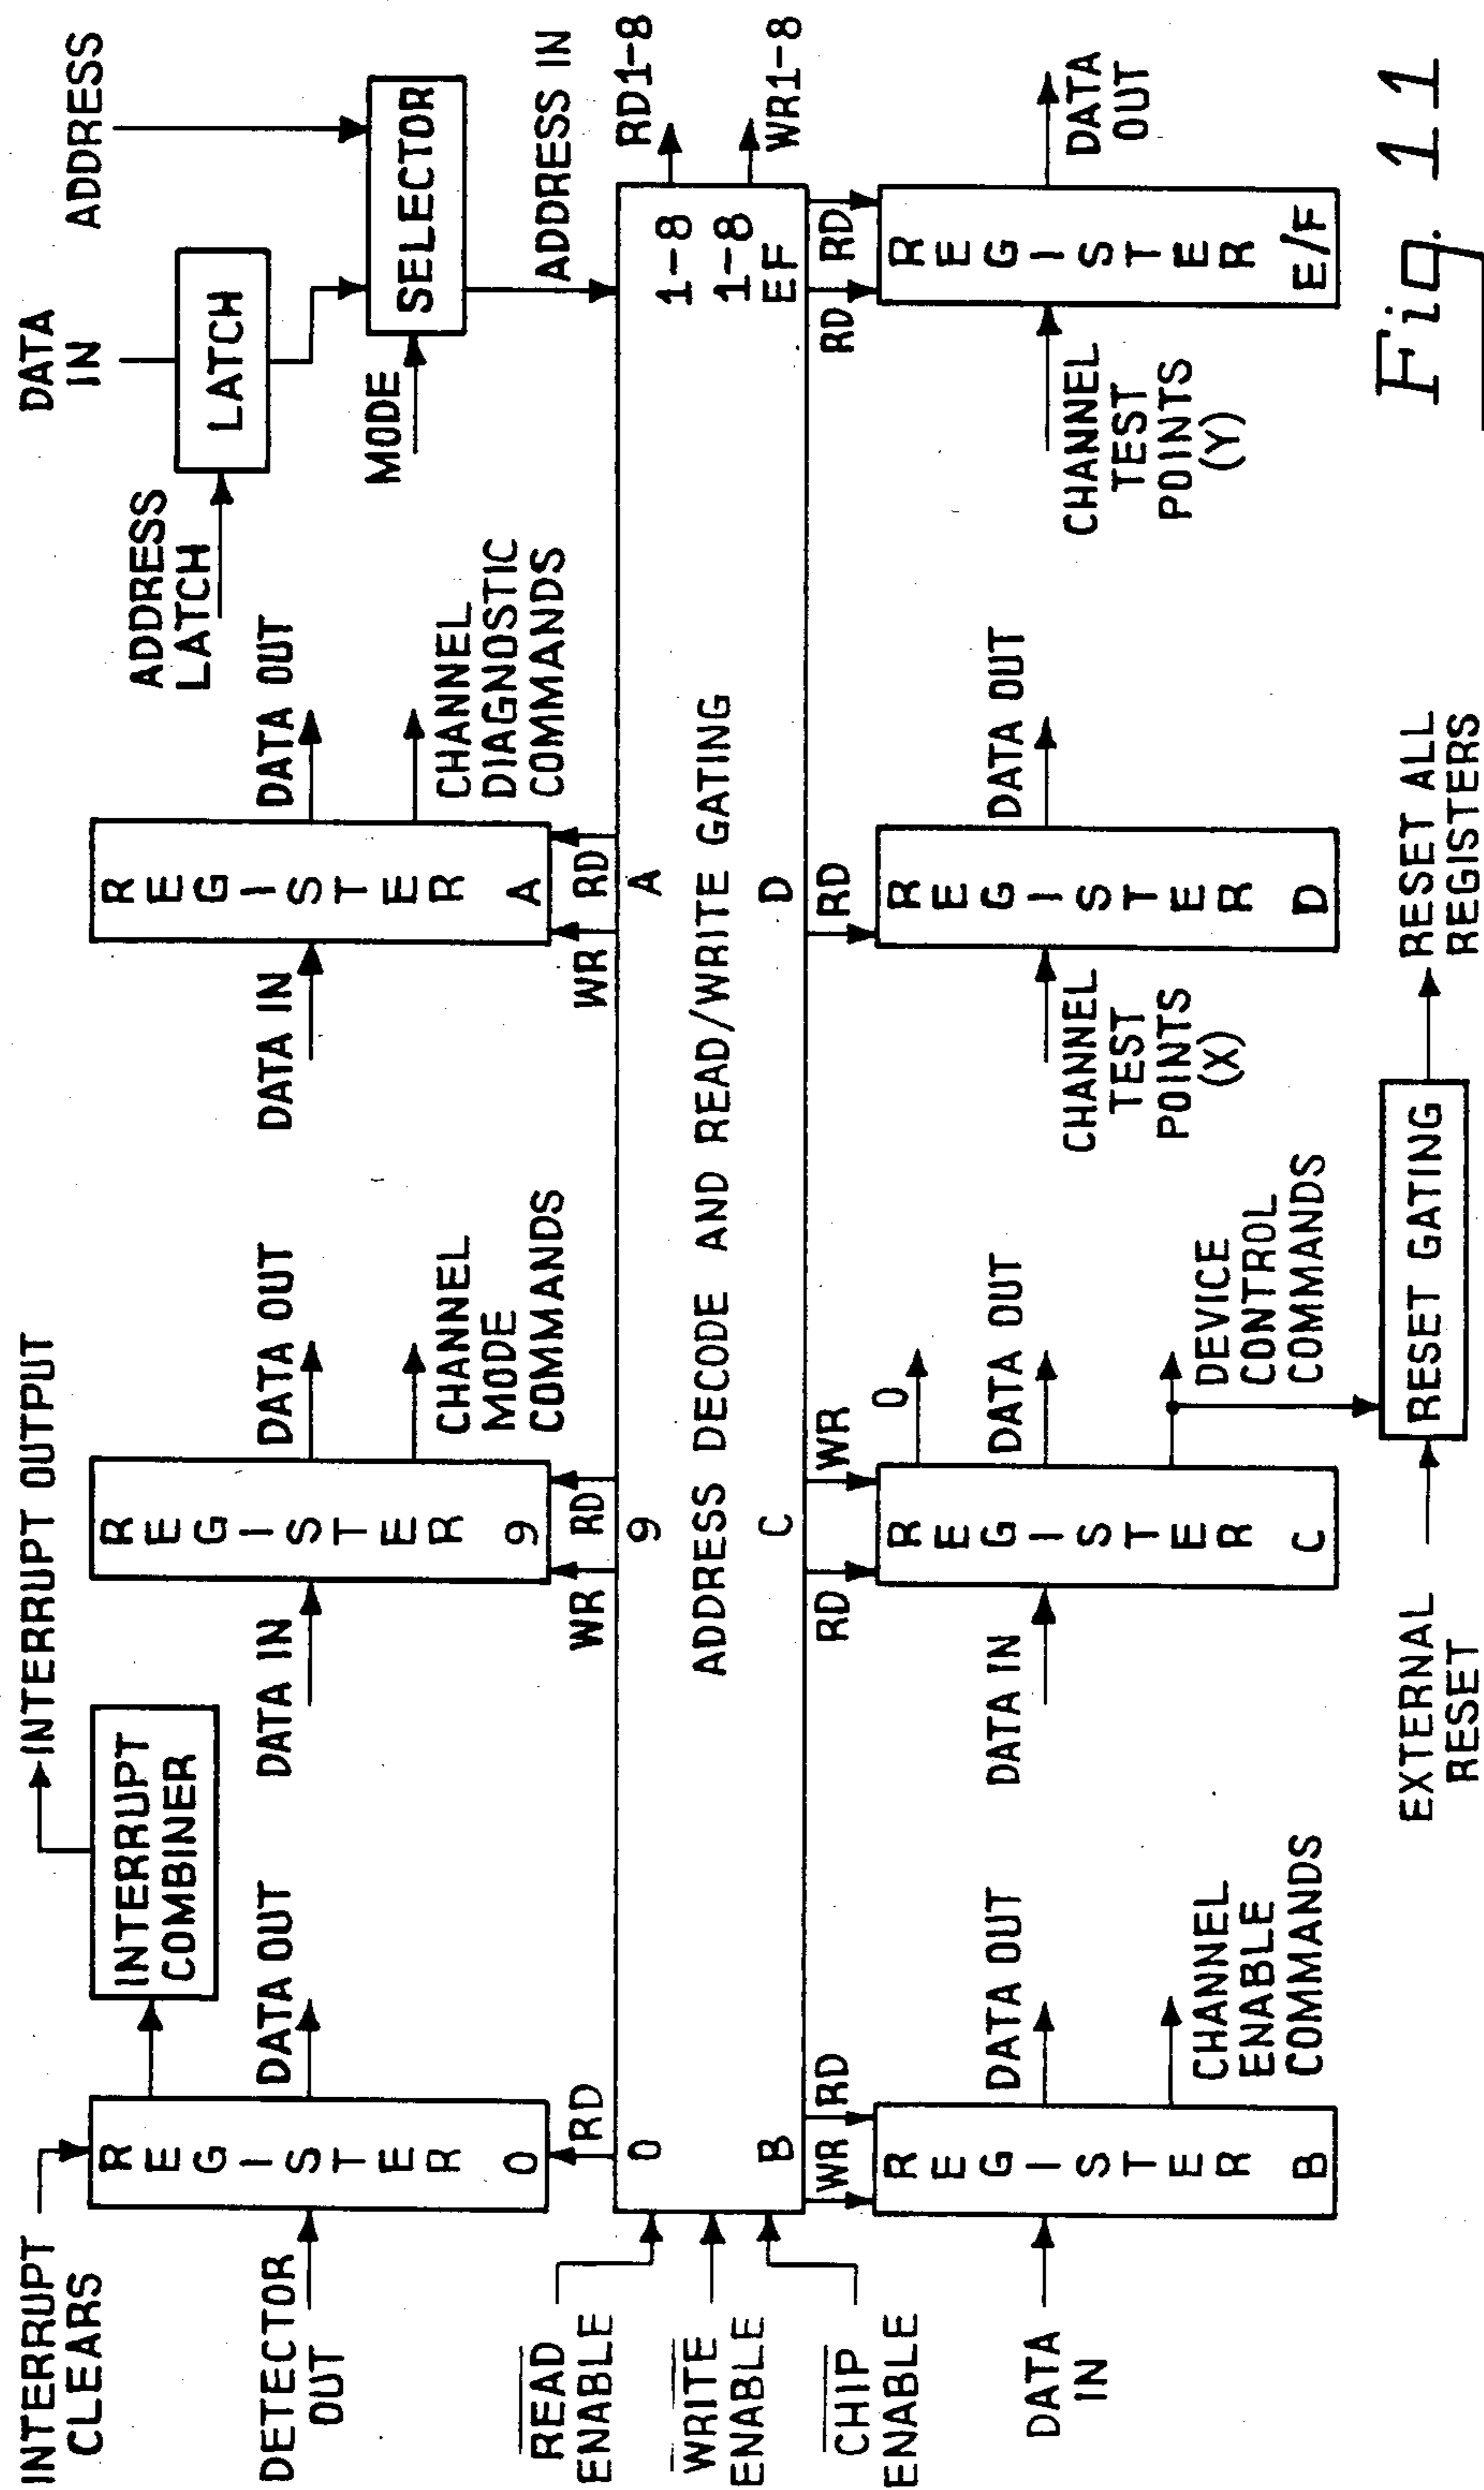 INTERRUPT
CLEARS
INTERRUPT
COMBINER
INTERRUPT OUTPUT
DETECTOR
OUT
REGISTER 0
DATA OUT
RD
DATA IN
REGISTER 9
DATA OUT
CHANNEL
MODE
COMMANDS
WR
RD
DATA IN
REGISTER A
DATA OUT
CHANNEL
DIAGNOSTIC
COMMANDS
WR
RD
DATA
IN
ADDRESS
ADDRESS
LATCH
LATCH
MODE
SELECTOR
ADDRESS IN
READ
ENABLE
WRITE
ENABLE
CHIP
ENABLE
0
9
A
1-8
1-8
EF
ADDRESS DECODE AND READ/WRITE GATING
B
C
D
RD1-8
WR1-8
WR
RD
DATA
IN
REGISTER B
DATA OUT
CHANNEL
ENABLE
COMMANDS
RD
WR
DATA IN
REGISTER C
0
DATA OUT
DEVICE
CONTROL
COMMANDS
RD
CHANNEL
TEST
POINTS
(X)
REGISTER D
DATA OUT
RD
RD
CHANNEL
TEST
POINTS
(Y)
REGISTER E/F
DATA
OUT
EXTERNAL
RESET
RESET GATING
RESET ALL
REGISTERS
Fig. 11